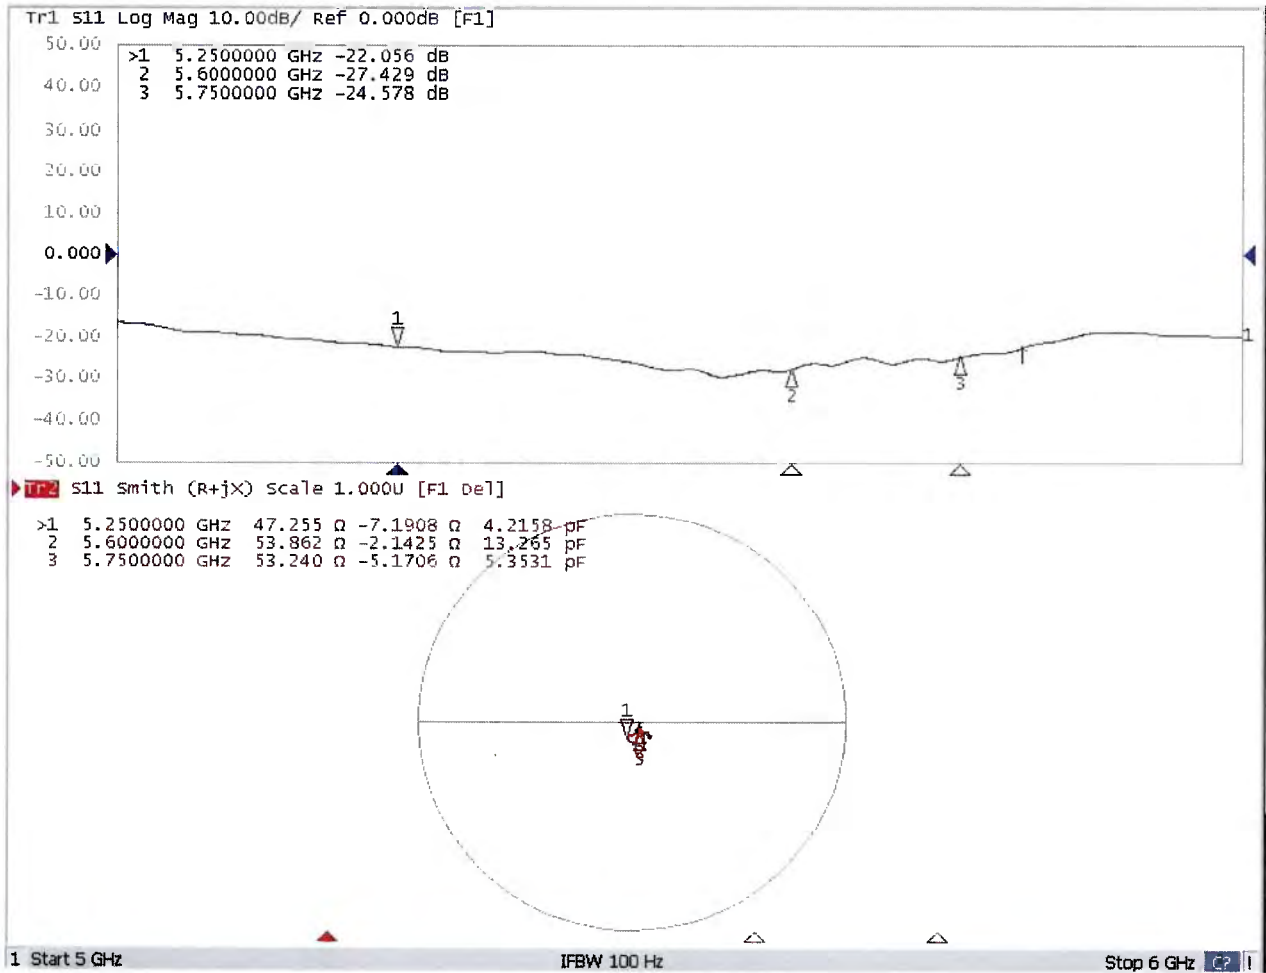 Tr1 S11 Log Mag 10.00dB/ Ref 0.000dB [F1]
50.00
>1 5.2500000 GHz -22.056 dB
2 5.6000000 GHz -27.429 dB
3 5.7500000 GHz -24.578 dB
40.00
30.00
20.00
10.00
0.000
-10.00
1
-20.00
1
-30.00
2
3
-40.00
-50.00
Tr2 S11 Smith (R+jX) Scale 1.000U [F1 Del]
>1 5.2500000 GHz 47.255 Ω -7.1908 Ω 4.2158 pF
2 5.6000000 GHz 53.862 Ω -2.1425 Ω 13.265 pF
3 5.7500000 GHz 53.240 Ω -5.1706 Ω 5.3531 pF
1
3
1 Start 5 GHz IFBW 100 Hz Stop 6 GHz C? !